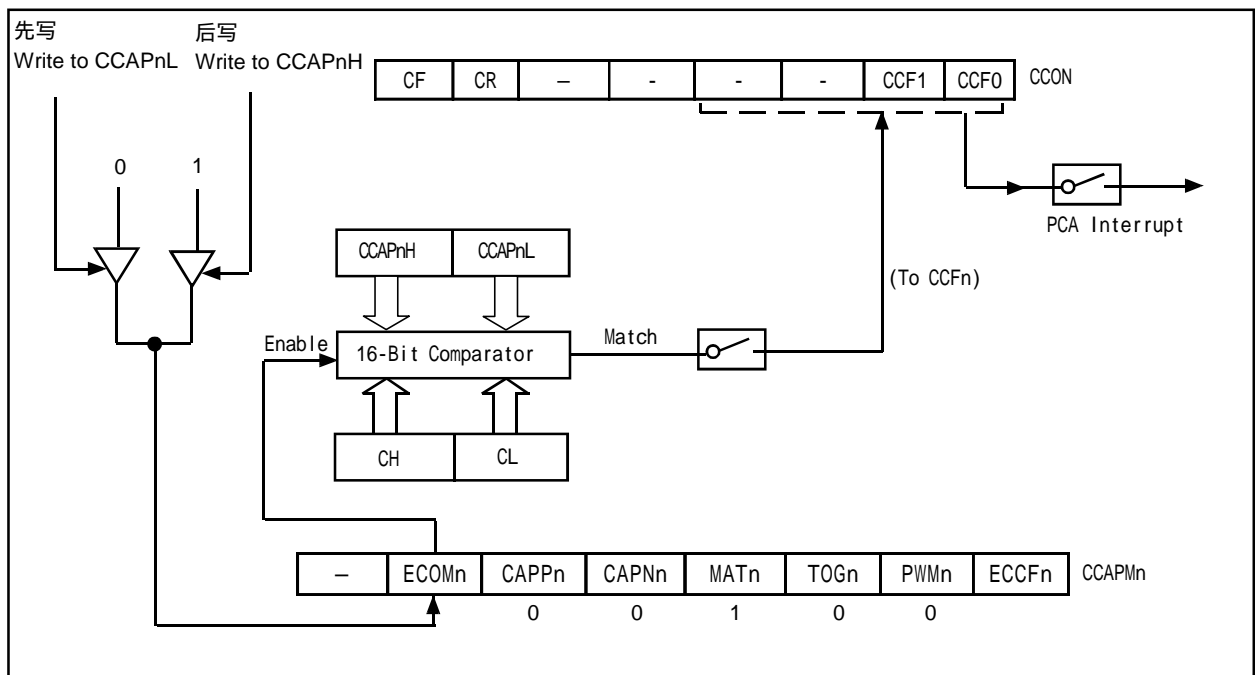 先写
后写
Write to CCAPnL
Write to CCAPnH
CF CR – - - - CCF1 CCF0 CCON
0 1
PCA Interrupt
CCAPnH CCAPnL
(To CCFn)
Enable
16-Bit Comparator
Match
CH CL
– ECOMn CAPPn CAPNn MATn TOGn PWMn ECCFn CCAPMn
0 0 1 0 0